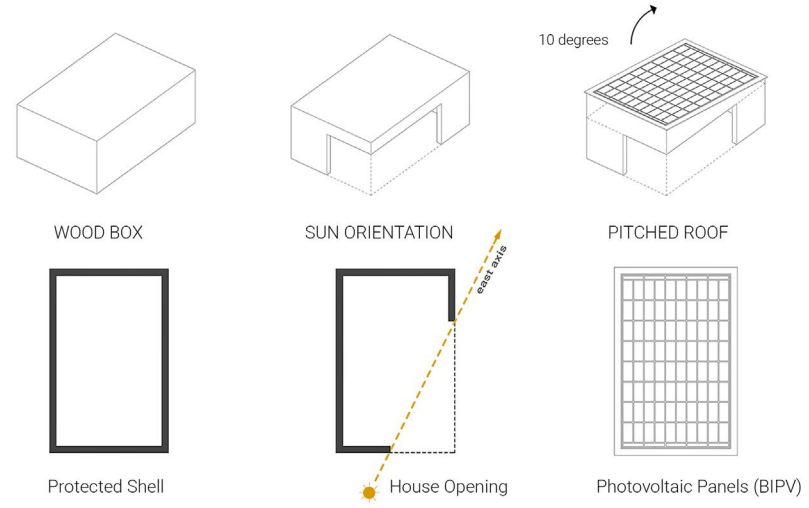 10 degrees
WOOD BOX
SUN ORIENTATION
PITCHED ROOF
east axis
Protected Shell
House Opening
Photovoltaic Panels (BIPV)